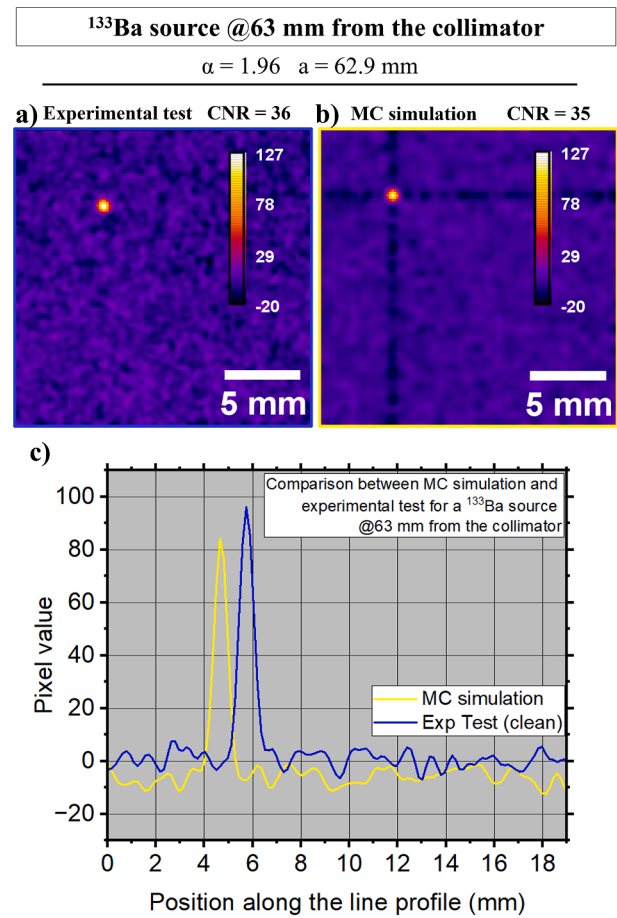 ¹³³Ba source @63 mm from the collimator
α = 1.96 a = 62.9 mm
a) Experimental test CNR = 36
b) MC simulation CNR = 35
127
78
29
-20
5 mm
127
78
29
-20
5 mm
c)
Comparison between MC simulation and
experimental test for a ¹³³Ba source
@63 mm from the collimator
100
80
60
40
20
0
−20
Pixel value
MC simulation
Exp Test (clean)
0 2 4 6 8 10 12 14 16 18
Position along the line profile (mm)